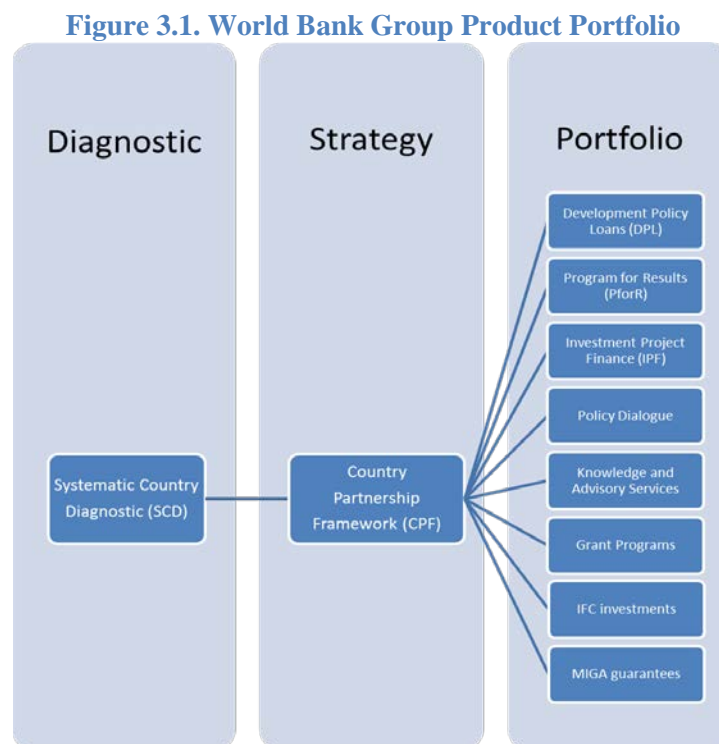 Figure 3.1. World Bank Group Product Portfolio
Diagnostic
Strategy
Portfolio
Systematic Country
Diagnostic (SCD)
Country
Partnership
Framework (CPF)
Development Policy
Loans (DPL)
Program for Results
(PforR)
Investment Project
Finance (IPF)
Policy Dialogue
Knowledge and
Advisory Services
Grant Programs
IFC investments
MIGA guarantees